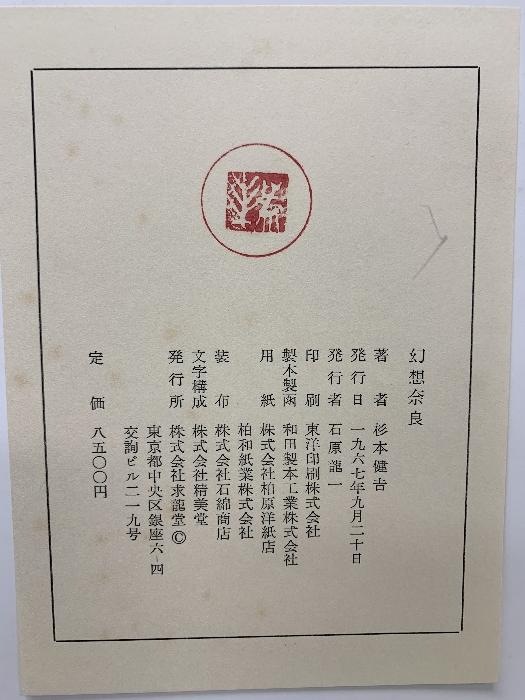 幻想奈良
著者 杉本健吉
発行日 一九六七年九月二十日
発行者 石原龍一
印刷 東洋印刷株式会社
製本製函 和田製本工業株式会社
用紙 株式会社柏原洋紙店
柏和紙業株式会社
装布 株式会社石綿商店
文字構成 株式会社精美堂
発行所 株式会社求龍堂©
東京都中央区銀座六-四
交詢ビル二一九号
定価 八五〇〇円